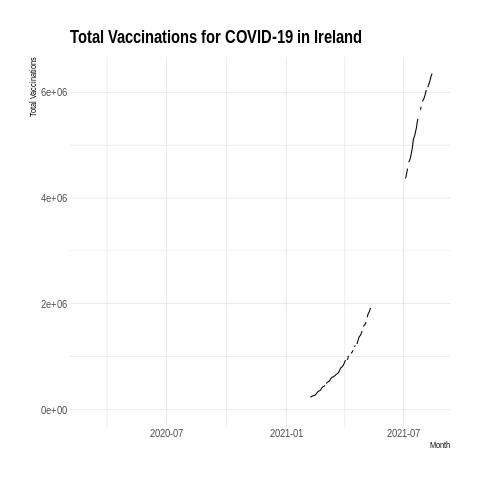 Total Vaccinations for COVID-19 in Ireland
Total Vaccinations
6e+06
4e+06
2e+06
0e+00
2020-07
2021-01
2021-07
Month